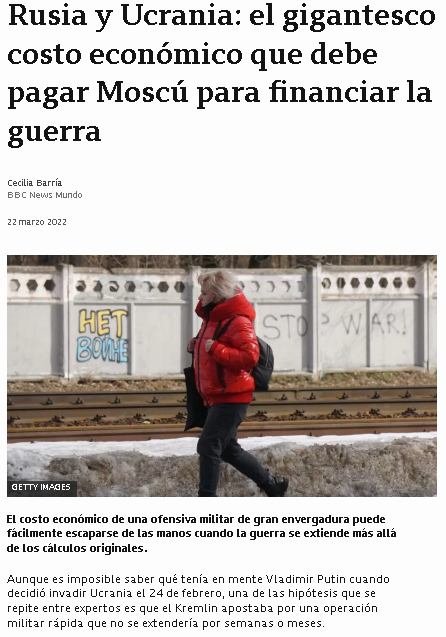 Rusia y Ucrania: el gigantesco
costo económico que debe
pagar Moscú para financiar la
guerra
Cecilia Barría
BBC News Mundo
22 marzo 2022
НЕТ
ВОЙНЕ
STOP WAR!
GETTY IMAGES
El costo económico de una ofensiva militar de gran envergadura puede
fácilmente escaparse de las manos cuando la guerra se extiende más allá
de los cálculos originales.
Aunque es imposible saber qué tenía en mente Vladimir Putin cuando
decidió invadir Ucrania el 24 de febrero, una de las hipótesis que se
repite entre expertos es que el Kremlin apostaba por una operación
militar rápida que no se extendería por semanas o meses.